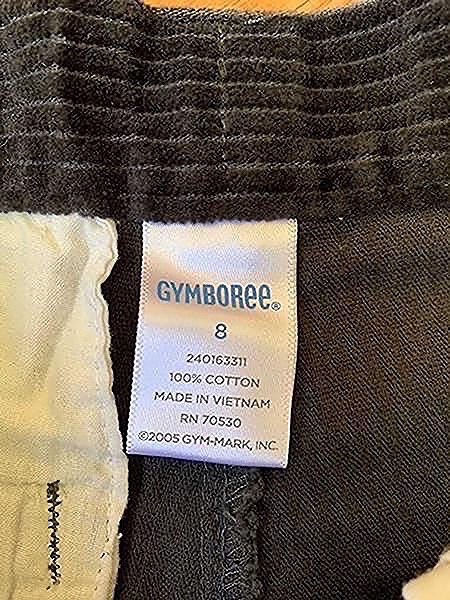 GYMBOREE®
8
240163311
100% COTTON
MADE IN VIETNAM
RN 70530
©2005 GYM-MARK, INC.